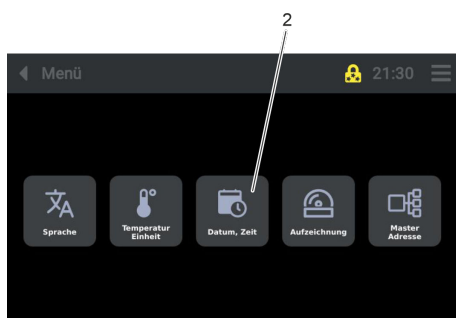 2
Menü 21:30
Sprache
Temperatur
Einheit
Datum, Zeit
Aufzeichnung
Master
Adresse